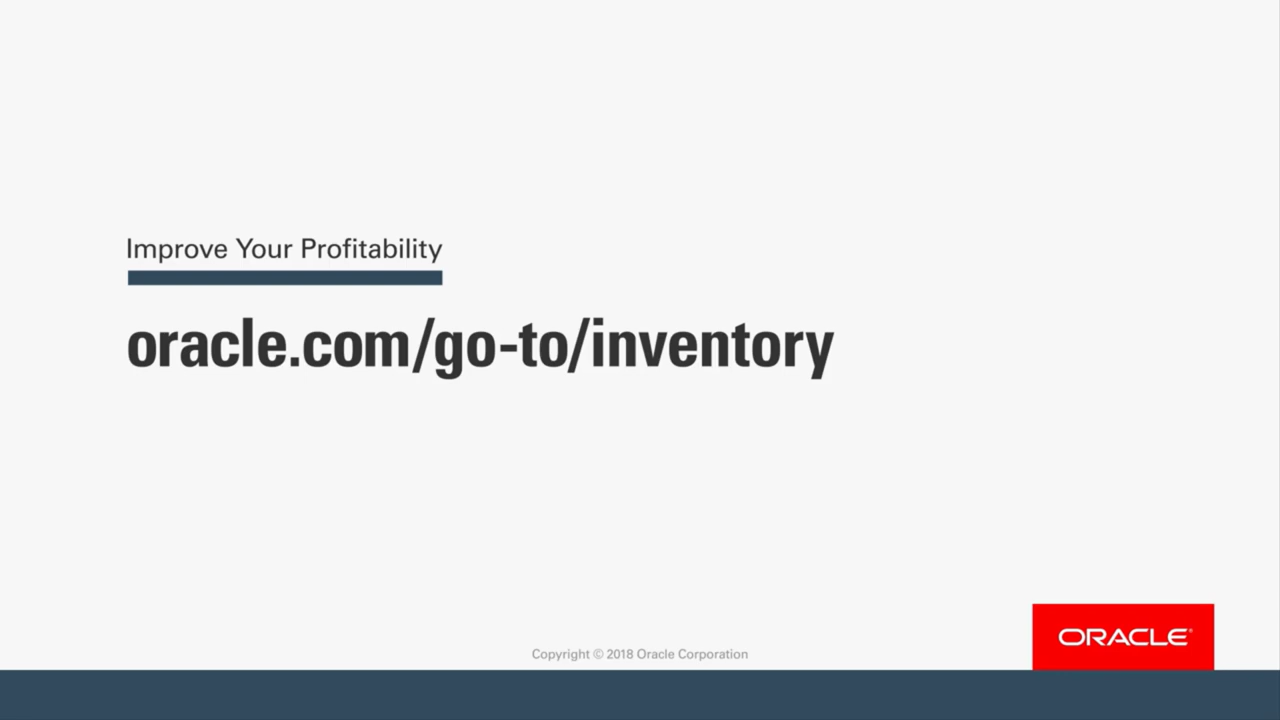 Improve Your Profitability
oracle.com/go-to/inventory
Copyright © 2018 Oracle Corporation
ORACLE®